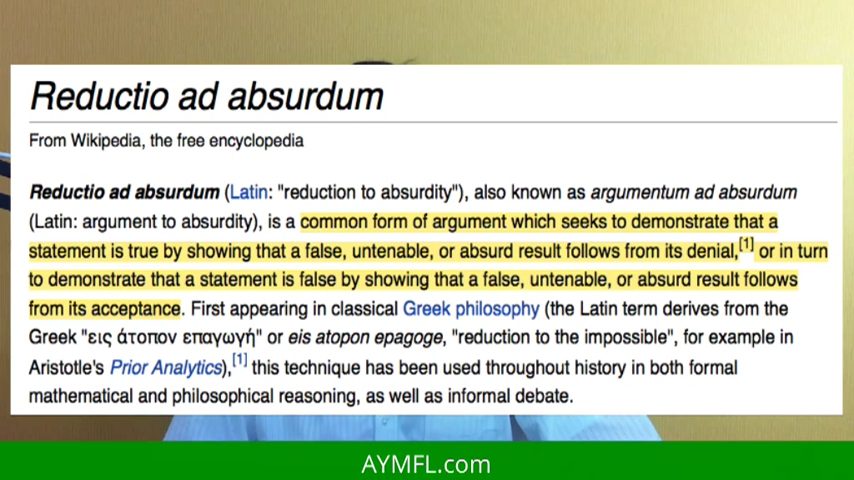 Reductio ad absurdum
From Wikipedia, the free encyclopedia
Reductio ad absurdum (Latin: "reduction to absurdity"), also known as argumentum ad absurdum
(Latin: argument to absurdity), is a common form of argument which seeks to demonstrate that a
statement is true by showing that a false, untenable, or absurd result follows from its denial,[1] or in turn
to demonstrate that a statement is false by showing that a false, untenable, or absurd result follows
from its acceptance. First appearing in classical Greek philosophy (the Latin term derives from the
Greek "εις άτοπον επαγωγή" or eis atopon epagoge, "reduction to the impossible", for example in
Aristotle's Prior Analytics),[1] this technique has been used throughout history in both formal
mathematical and philosophical reasoning, as well as informal debate.
AYMFL.com